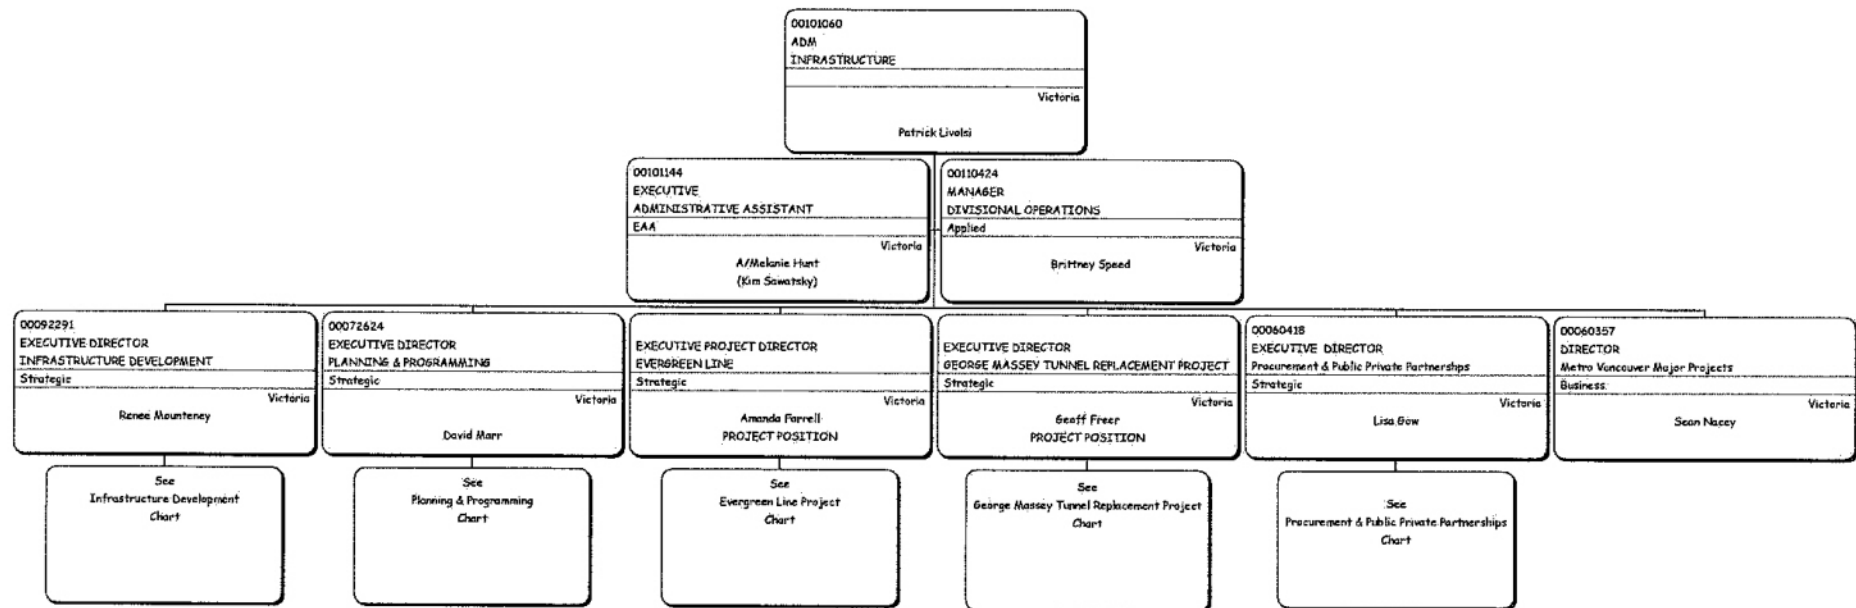 00101060
ADM
INFRASTRUCTURE
Victoria
Patrick Livolsi
00101144
EXECUTIVE
ADMINISTRATIVE ASSISTANT
EAA
Victoria
A/Melanie Hunt
(Kim Sawatsky)
00110424
MANAGER
DIVISIONAL OPERATIONS
Applied
Victoria
Brittney Speed
00092291
EXECUTIVE DIRECTOR
INFRASTRUCTURE DEVELOPMENT
Strategic
Victoria
Renee Mounteney
00072624
EXECUTIVE DIRECTOR
PLANNING & PROGRAMMING
Strategic
Victoria
David Marr
EXECUTIVE PROJECT DIRECTOR
EVERGREEN LINE
Strategic
Victoria
Amanda Farrell
PROJECT POSITION
EXECUTIVE DIRECTOR
GEORGE MASSEY TUNNEL REPLACEMENT PROJECT
Strategic
Victoria
Geoff Freer
PROJECT POSITION
00060418
EXECUTIVE DIRECTOR
Procurement & Public Private Partnerships
Strategic
Victoria
Lisa Gow
00060357
DIRECTOR
Metro Vancouver Major Projects
Business
Victoria
Sean Nacey
See
Infrastructure Development
Chart
See
Planning & Programming
Chart
See
Evergreen Line Project
Chart
See
George Massey Tunnel Replacement Project
Chart
See
Procurement & Public Private Partnerships
Chart